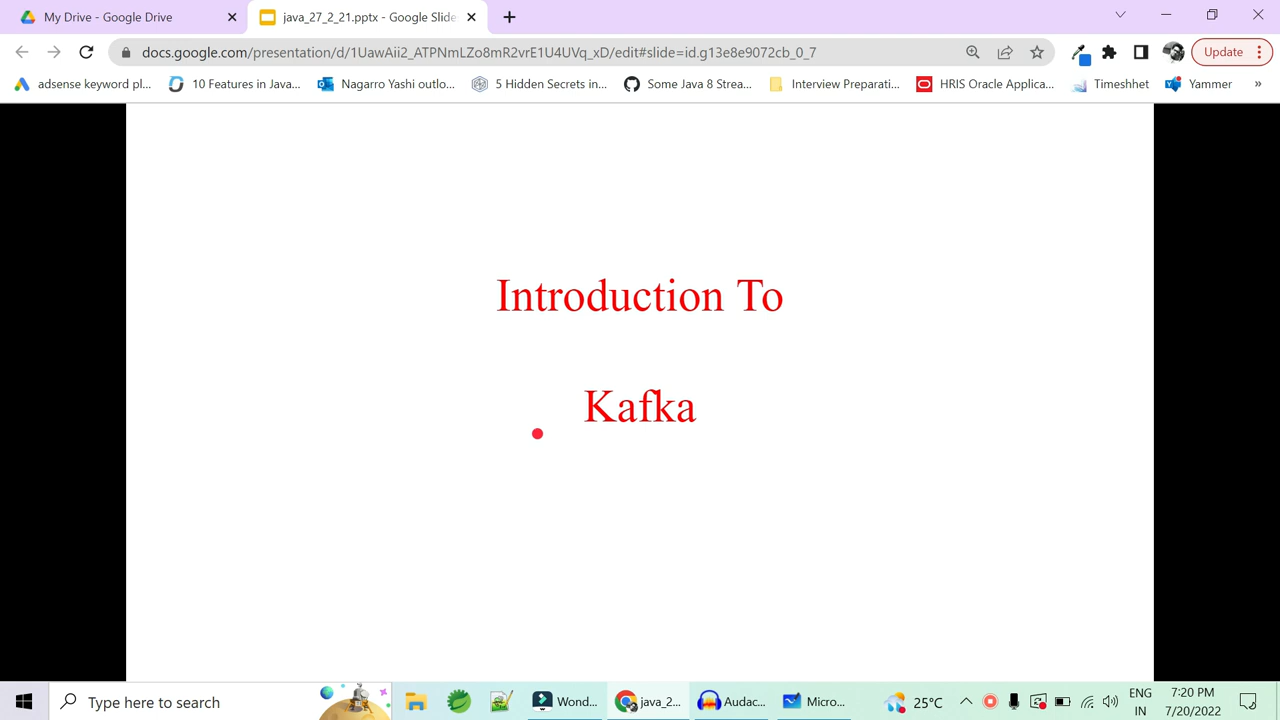 My Drive - Google Drive
java_27_2_21.pptx - Google Slide
docs.google.com/presentation/d/1UawAii2_ATPNmLZo8mR2vrE1U4UVq_xD/edit#slide=id.g13e8e9072cb_0_7
Update
adsense keyword pl...
10 Features in Java...
Nagarro Yashi outlo...
5 Hidden Secrets in...
Some Java 8 Strea...
Interview Preparati...
HRIS Oracle Applica...
Timeshhet
Yammer
»
Introduction To
Kafka
Type here to search
Wond...
java_2...
Audac...
Micro...
25°C
ENG
IN
7:20 PM
7/20/2022